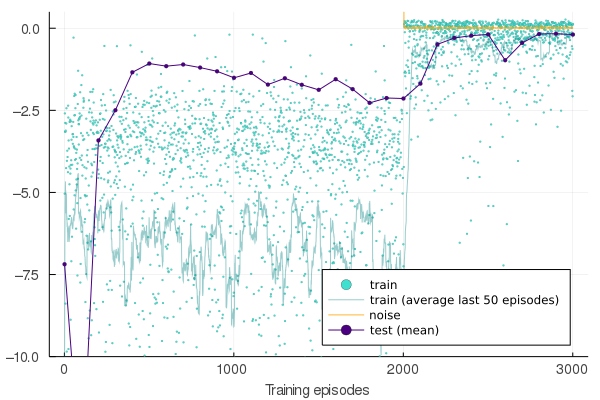 0.0
−2.5
−5.0
−7.5
−10.0
0
1000
2000
3000
Training episodes
train
train (average last 50 episodes)
noise
test (mean)